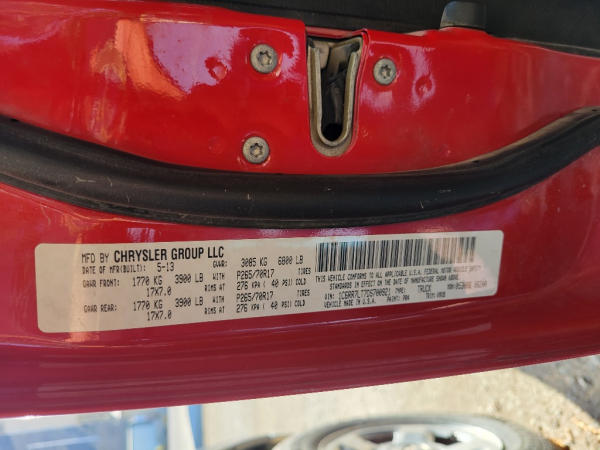 MFD BY CHRYSLER GROUP LLC
DATE OF MFR(BUILT): 5-13 GVWR: 3085 KG 6800 LB
GAWR FRONT: 1770 KG 3900 LB WITH P265/70R17 TIRES
17X7.0 RIMS AT 276 KPA ( 40 PSI) COLD
GAWR REAR: 1770 KG 3900 LB WITH P265/70R17 TIRES
17X7.0 RIMS AT 276 KPA ( 40 PSI) COLD
THIS VEHICLE CONFORMS TO ALL APPLICABLE U.S.A. FEDERAL MOTOR VEHICLE SAFETY
STANDARDS IN EFFECT ON THE DATE OF MANUFACTURE SHOWN ABOVE.
VIN: TYPE: TRUCK MDH:
VEHICLE MADE IN U.S.A. PAINT: TRIM: